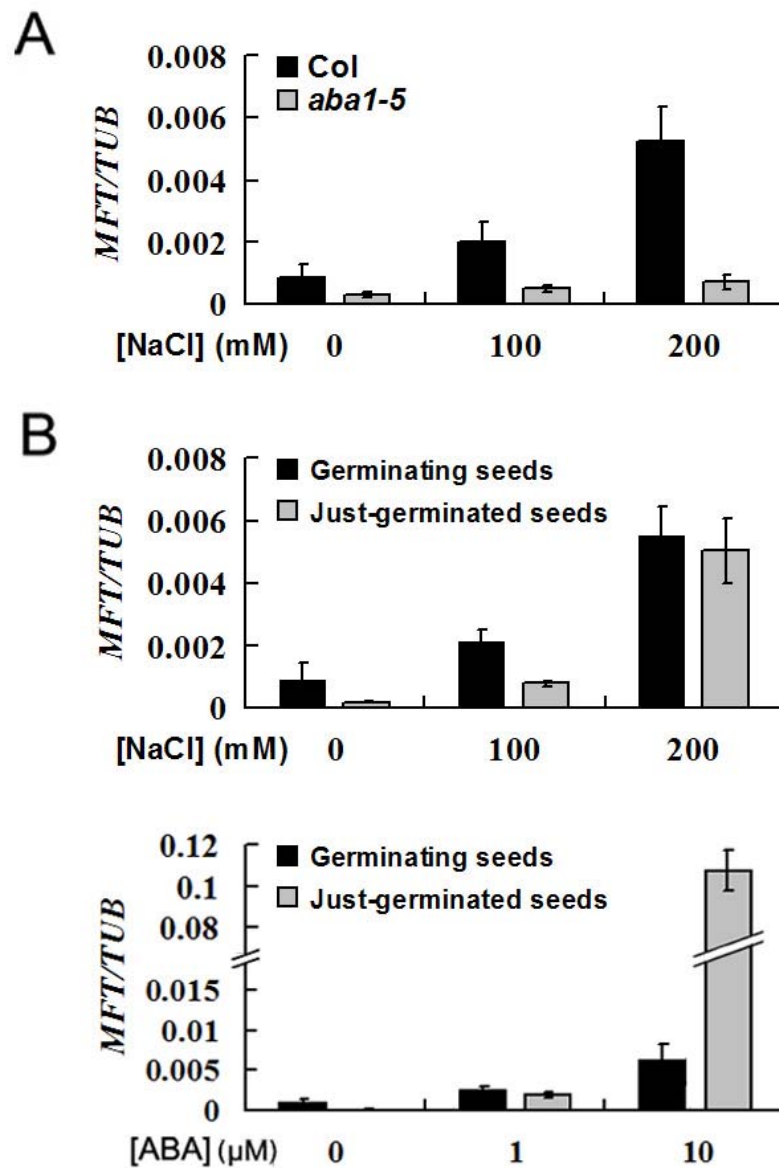 A
MFT/TUB
0.008
0.006
0.004
0.002
0
Col
aba1-5
[NaCl] (mM) 0 100 200
B
MFT/TUB
0.008
0.006
0.004
0.002
0
Germinating seeds
Just-germinated seeds
[NaCl] (mM) 0 100 200
MFT/TUB
0.12
0.1
0.08
0.015
0.01
0.005
0
Germinating seeds
Just-germinated seeds
[ABA] (µM) 0 1 10